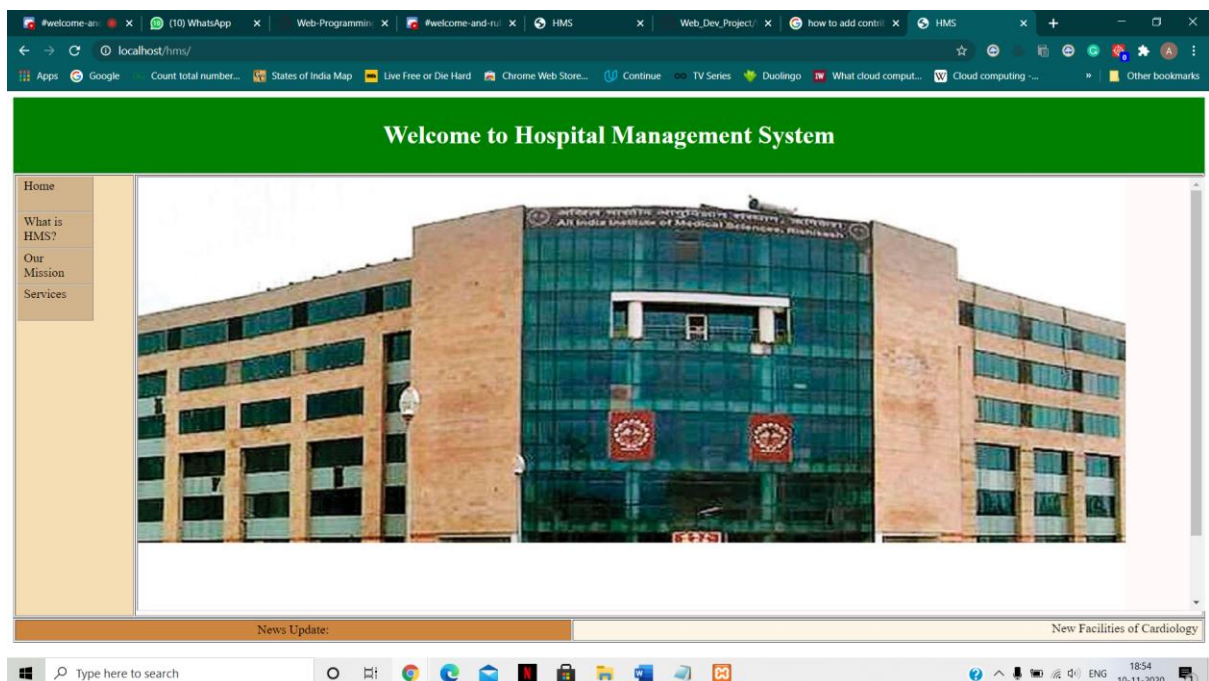 #welcome-and
(10) WhatsApp
Web-Programmin
#welcome-and-rul
HMS
Web_Dev_Project/
how to add contrib
HMS
localhost/hms/
Apps
Google
Count total number...
States of India Map
Live Free or Die Hard
Chrome Web Store...
Continue
TV Series
Duolingo
What cloud comput...
Cloud computing -...
»
Other bookmarks
Welcome to Hospital Management System
Home
What is
HMS?
Our
Mission
Services
All India Institute of Medical Sciences, Rishikesh
News Update:
New Facilities of Cardiology
Type here to search
ENG
18:54
10-11-2020